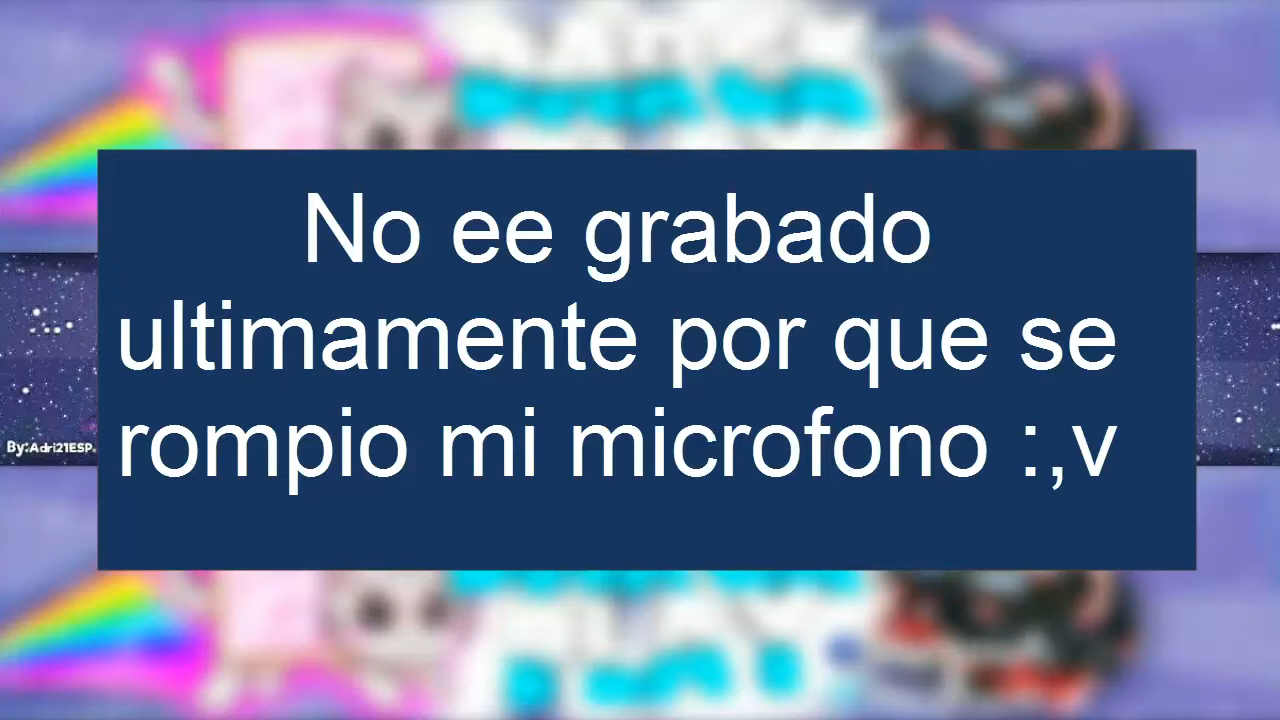 No ee grabado
ultimamente por que se
rompio mi microfono :,v
By:Adri21ESP.